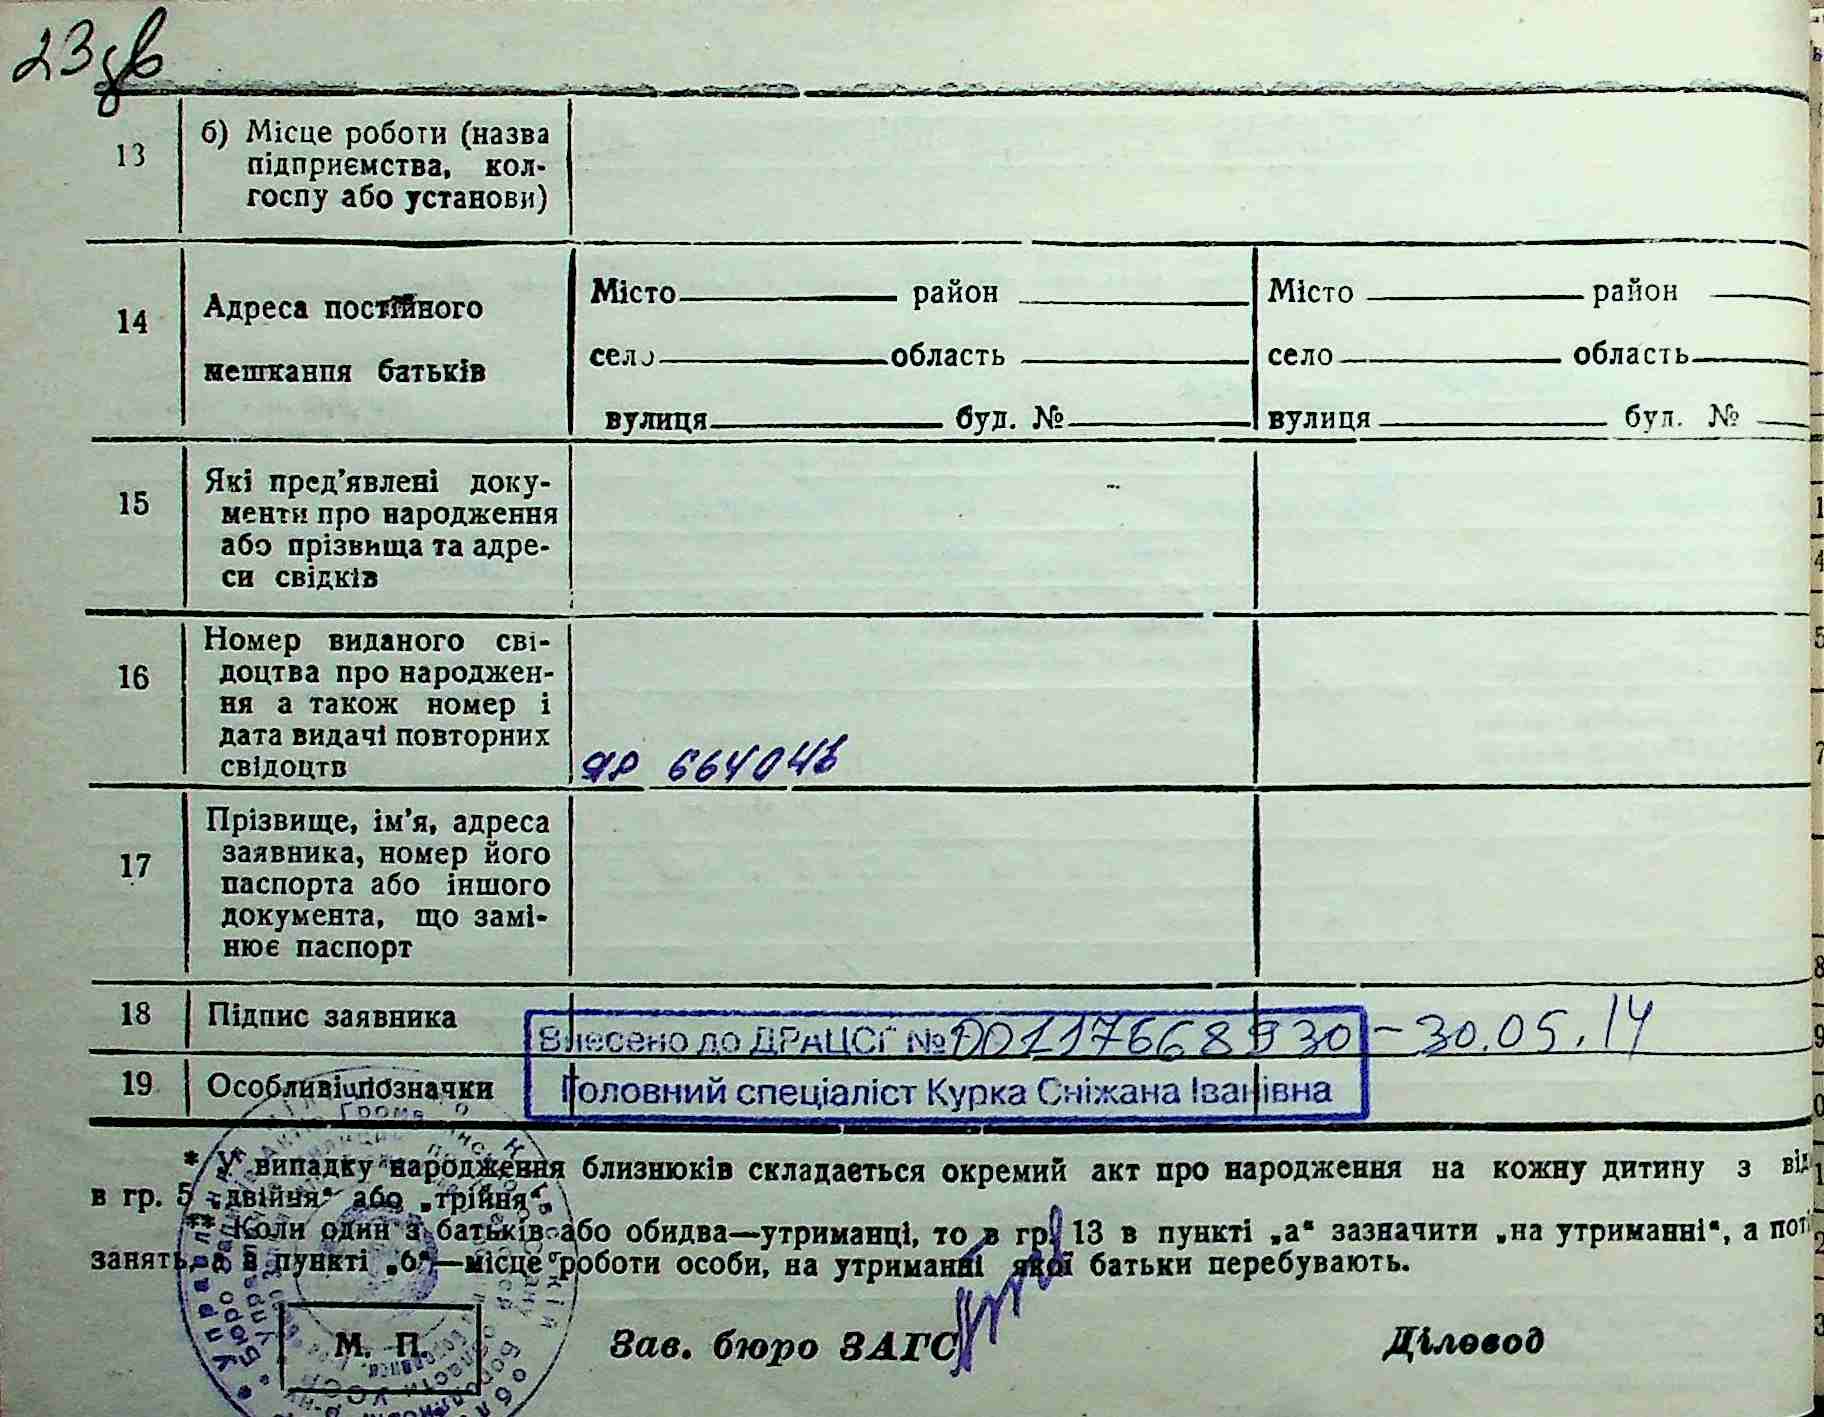 23 зв
13
б) Місце роботи (назва
підприємства, кол-
госпу або установи)
14
Адреса постійного
мешкання батьків
Місто район
село область
вулиця буд. №
Місто район
село область
вулиця буд. №
15
Які пред'явлені доку-
менти про народження
або прізвища та адре-
си свідків
16
Номер виданого сві-
доцтва про народжен-
ня а також номер і
дата видачі повторних
свідоцтв
ЯР 664046
17
Прізвище, ім'я, адреса
заявника, номер його
паспорта або іншого
документа, що замі-
нює паспорт
18
Підпис заявника
Внесено до ДРАЦСГ № 00117668930 - 30.05.14
19
Особливі позначки
Головний спеціаліст Курка Сніжана Іванівна
* У випадку народження близнюків складається окремий акт про народження на кожну дитину з від
в гр. 5 „двійня“ або „трійня“.
** Коли один з батьків або обидва—утриманці, то в гр. 13 в пункті „а“ зазначити „на утриманні“, а пот
занять, а в пункті „б“—місце роботи особи, на утриманні якої батьки перебувають.
М. П.
Зав. бюро ЗАГС
Діловод